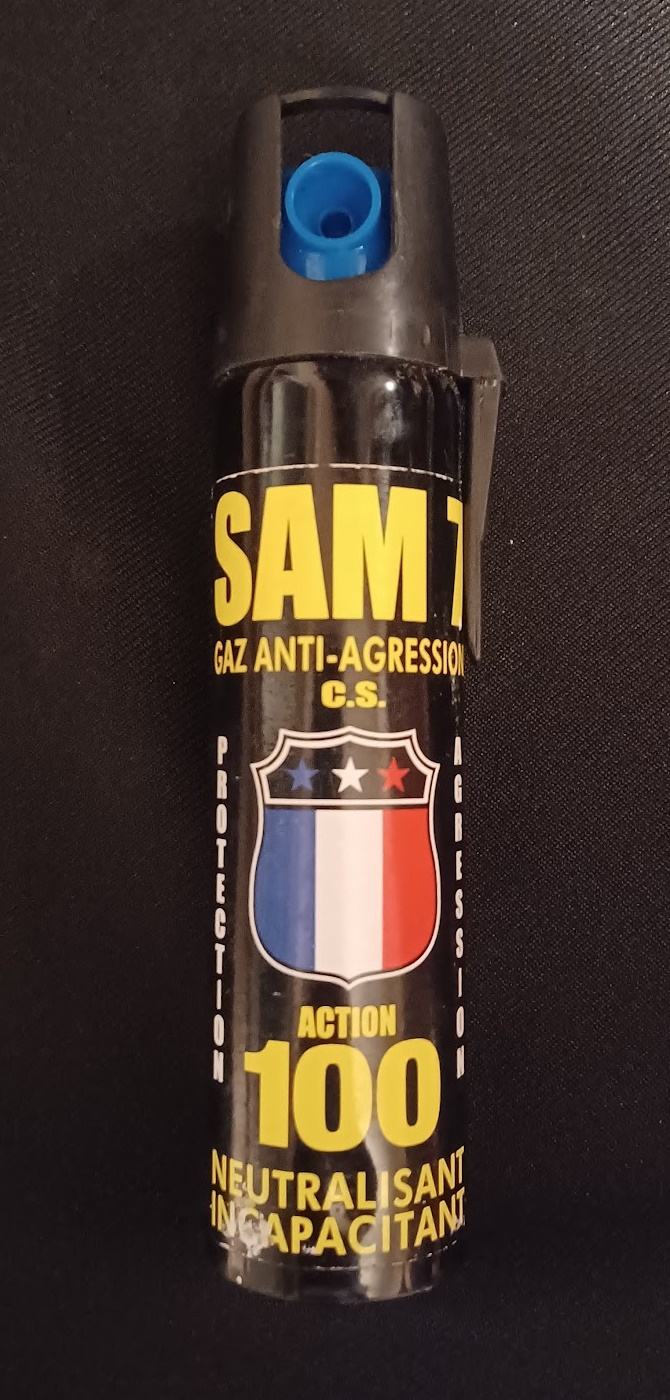 SAM 7
GAZ ANTI-AGRESSION
C.S.
PROTECTION
AGRESSION
ACTION
100
NEUTRALISANT
INCAPACITANT